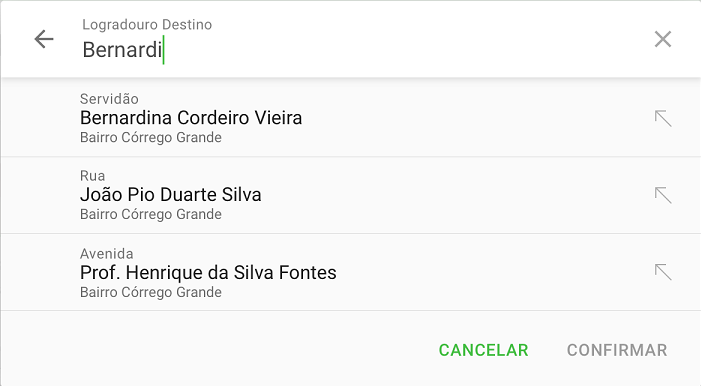 Logradouro Destino
Bernardi
Servidão
Bernardina Cordeiro Vieira
Bairro Córrego Grande
Rua
João Pio Duarte Silva
Bairro Córrego Grande
Avenida
Prof. Henrique da Silva Fontes
Bairro Córrego Grande
CANCELAR CONFIRMAR